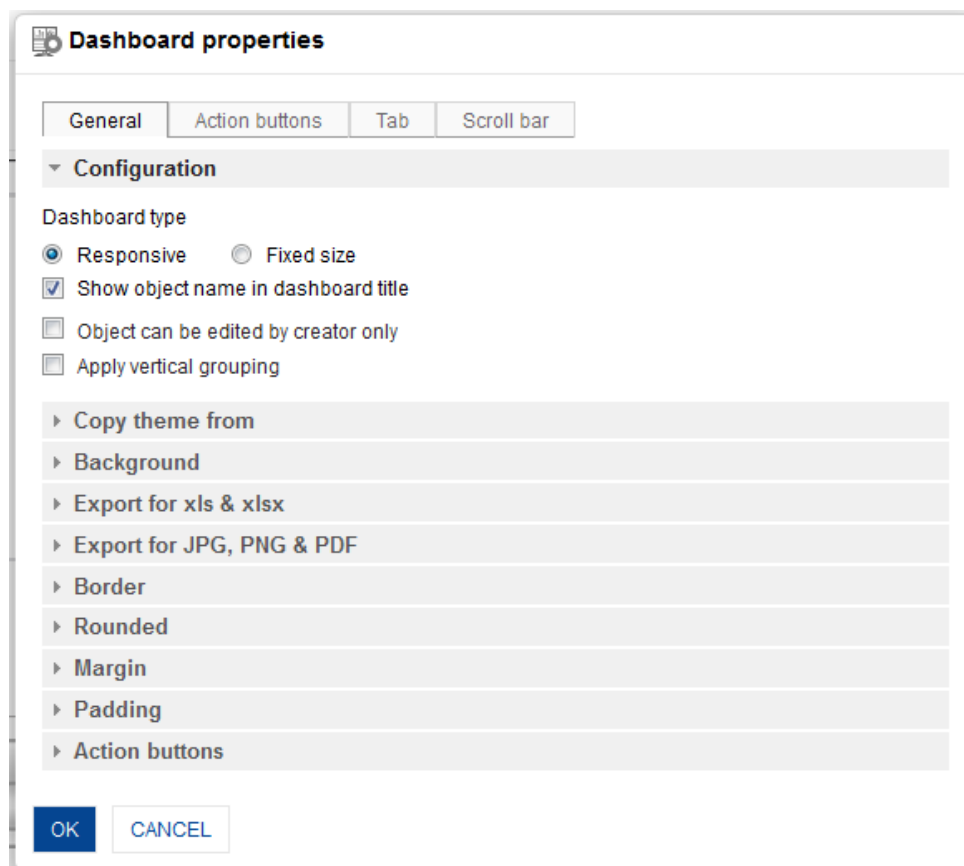 Dashboard properties
General Action buttons Tab Scroll bar
Configuration
Dashboard type
Responsive Fixed size
Show object name in dashboard title
Object can be edited by creator only
Apply vertical grouping
Copy theme from
Background
Export for xls & xlsx
Export for JPG, PNG & PDF
Border
Rounded
Margin
Padding
Action buttons
OK CANCEL